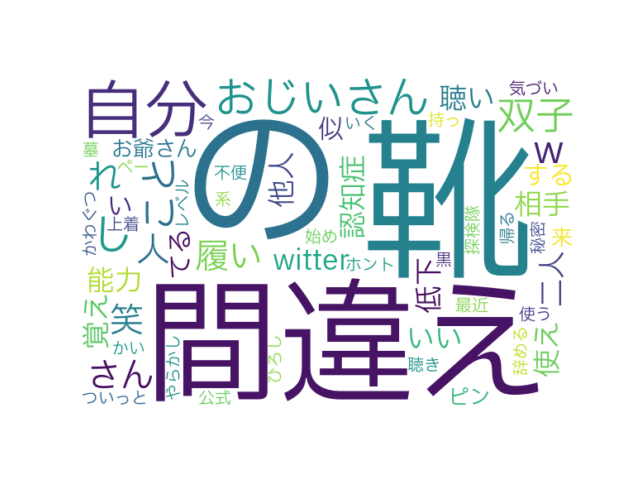 自分
今
おじいさん
聴い
気づい
双子
持っ
いく
似
の
靴
w
墓
お爺さん
ペー
れ
と
不便
他人
認知症
する
相手
い
系
レベル
上着
かわぐつ
し
に
人
てる
履い
始め
witter
ホント
黒
探検隊
帰る
秘密
来
二人
能力
低下
最近
使う
間違え
覚え
笑
かい
いい
聴き
辞める
使え
さん
やらかし
ひろし
ついっと
公式
ピン